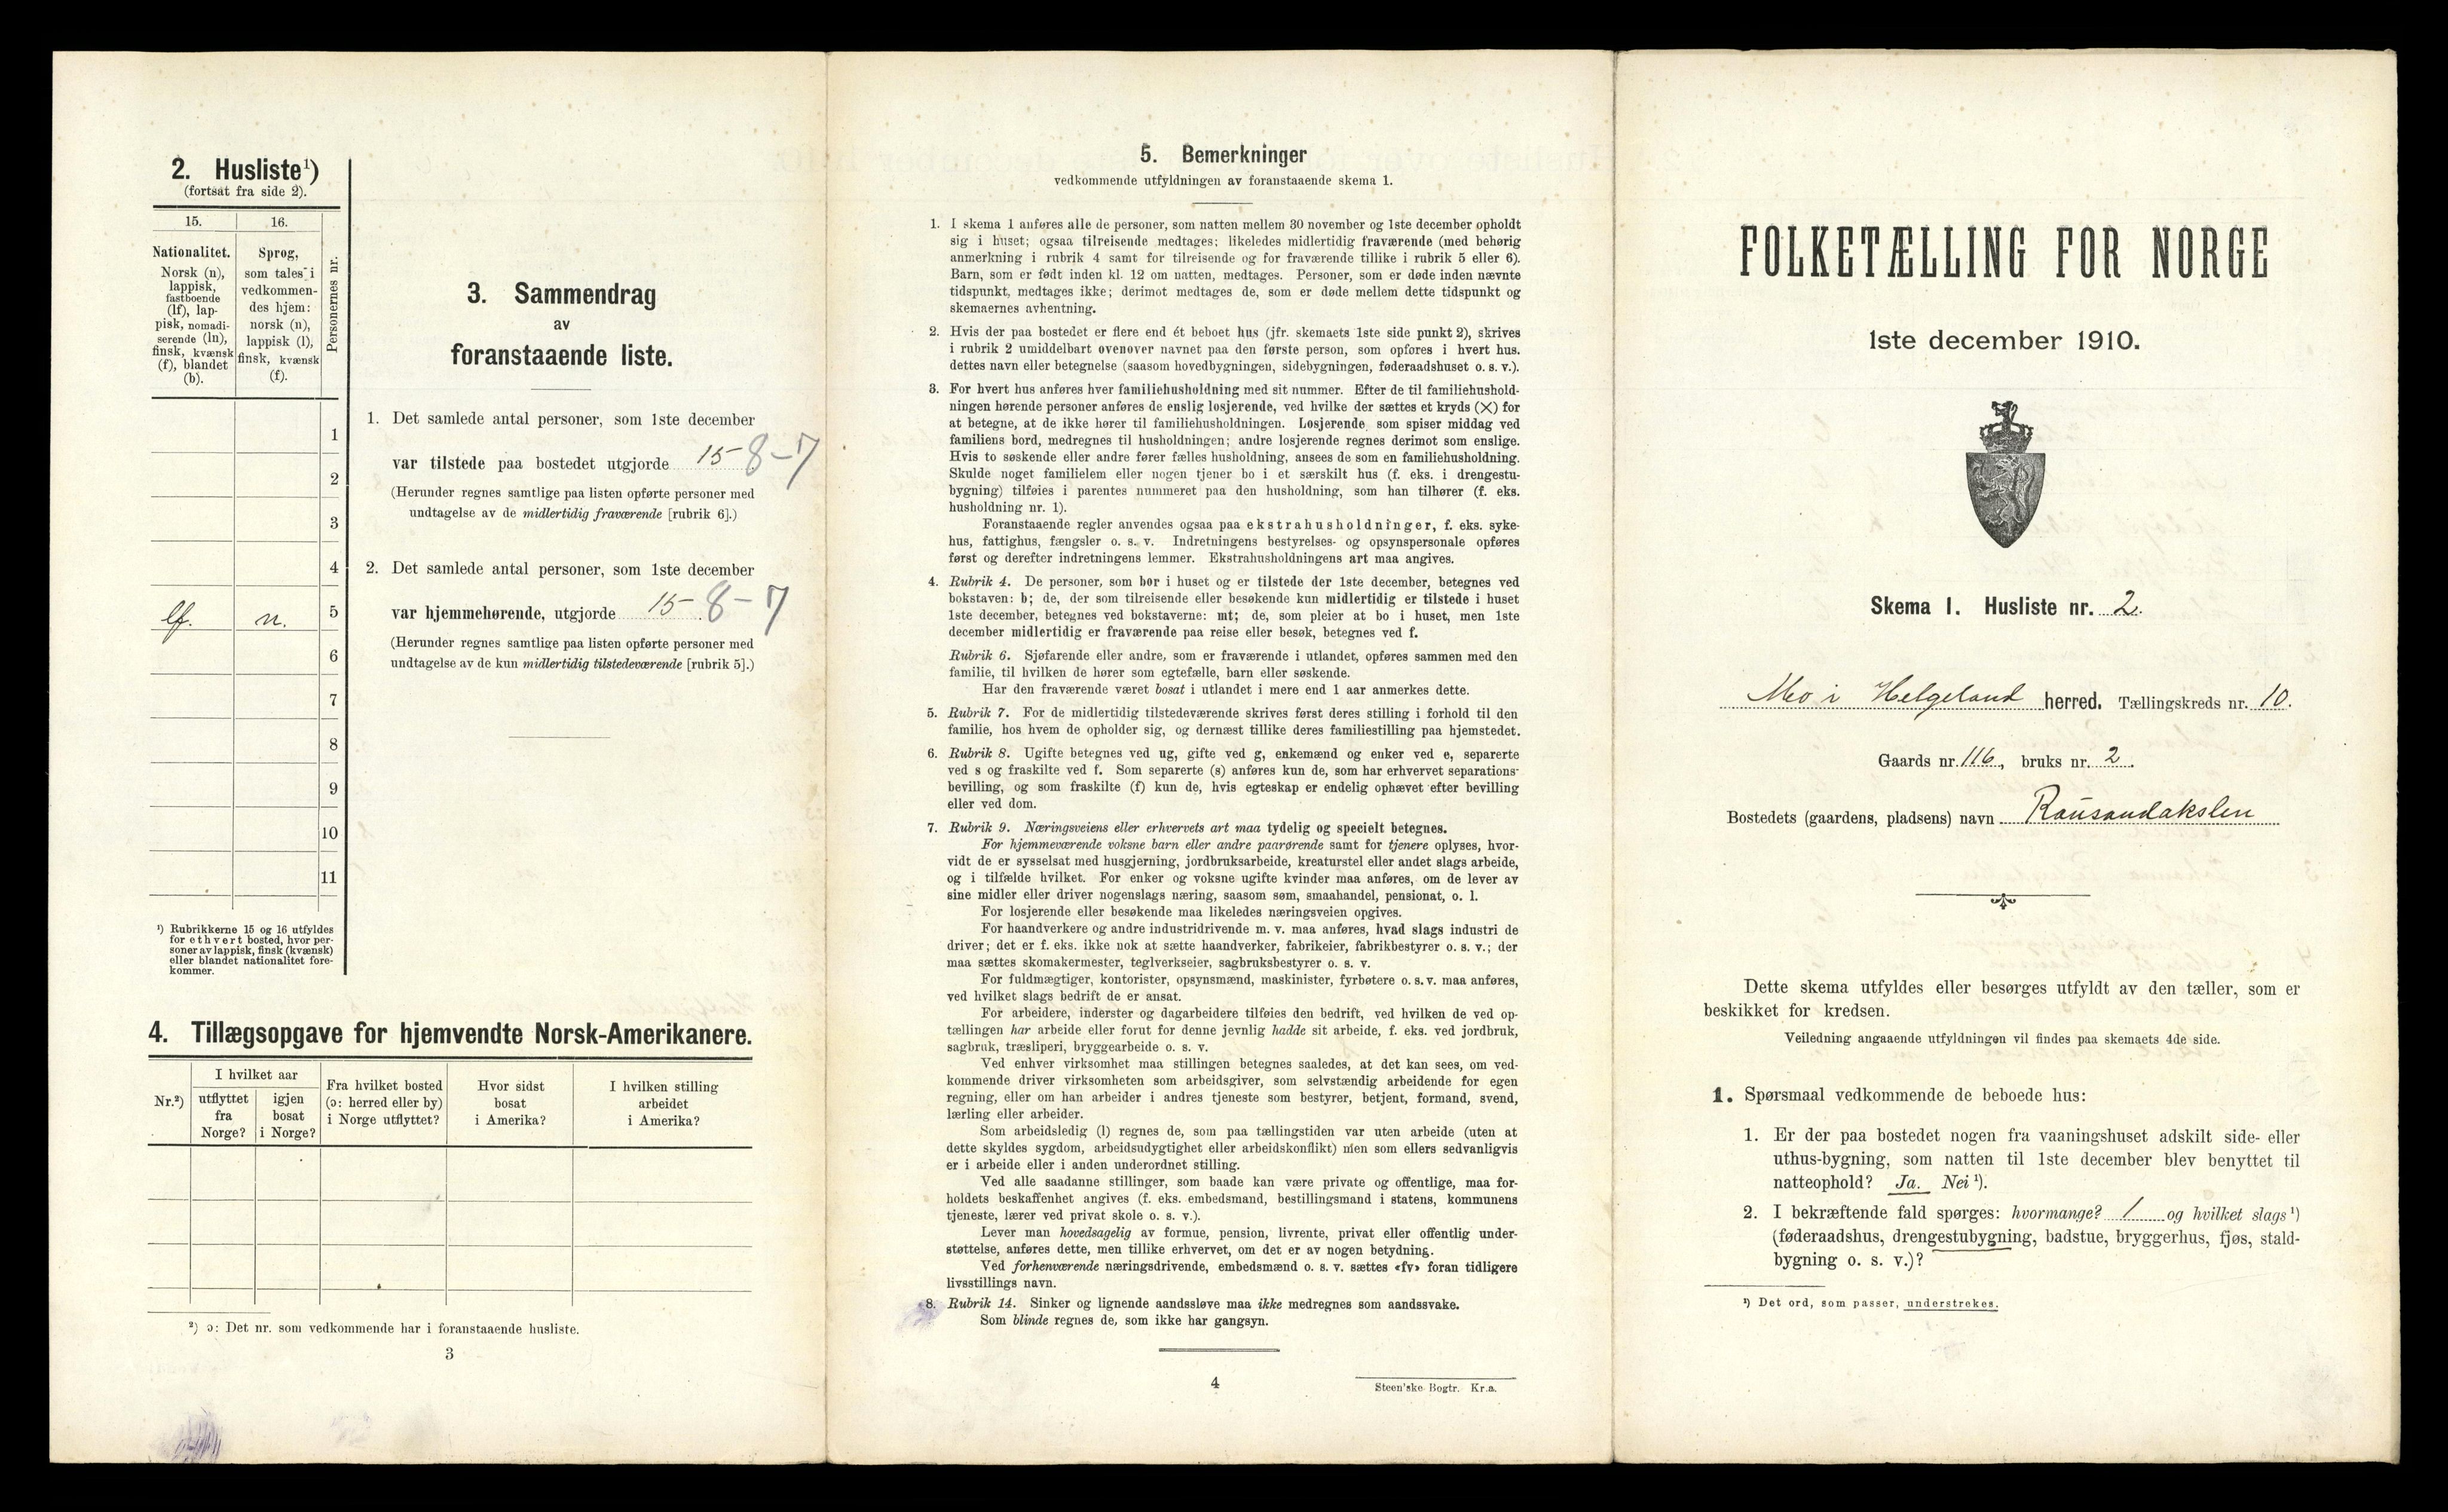 2. Husliste¹)
(fortsat fra side 2).
15.
16.
Nationalitet.
Norsk (n),
lappisk,
fastboende
(lf), lap-
pisk, nomadi-
serende (ln),
finsk, kvænsk
(f), blandet
(b).
Sprog,
som tales i
vedkommen-
des hjem:
norsk (n),
lappisk (l),
finsk, kvænsk
(f).
Personernes nr.
1
2
3
4
lf. n. 5
6
7
8
9
10
11
¹) Rubrikkerne 15 og 16 utfyldes
for ethvert bosted, hvor per-
soner av lappisk, finsk (kvænsk)
eller blandet nationalitet fore-
kommer.
3. Sammendrag
av
foranstaaende liste.
1. Det samlede antal personer, som 1ste december
var tilstede paa bostedet utgjorde 15 8-7
(Herunder regnes samtlige paa listen opførte personer med
undtagelse av de midlertidig fraværende [rubrik 6].)
2. Det samlede antal personer, som 1ste december
var hjemmehørende, utgjorde 15 8-7
(Herunder regnes samtlige paa listen opførte personer med
undtagelse av de kun midlertidig tilstedeværende [rubrik 5].)
4. Tillægsopgave for hjemvendte Norsk-Amerikanere.
Nr.²)
I hvilket aar
utflyttet
fra
Norge?
igjen
bosat
i Norge?
Fra hvilket bosted
(ɔ: herred eller by)
i Norge utflyttet?
Hvor sidst
bosat
i Amerika?
I hvilken stilling
arbeidet
i Amerika?
²) ɔ: Det nr. som vedkommende har i foranstaaende husliste.
3
5. Bemerkninger
vedkommende utfyldningen av foranstaaende skema 1.
1. I skema 1 anføres alle de personer, som natten mellem 30 november og 1ste december opholdt
sig i huset; ogsaa tilreisende medtages; likeledes midlertidig fraværende (med behørig
anmerkning i rubrik 4 samt for tilreisende og for fraværende tillike i rubrik 5 eller 6).
Barn, som er født inden kl. 12 om natten, medtages. Personer, som er døde inden nævnte
tidspunkt, medtages ikke; derimot medtages de, som er døde mellem dette tidspunkt og
skemaernes avhentning.
2. Hvis der paa bostedet er flere end ét beboet hus (jfr. skemaets 1ste side punkt 2), skrives
i rubrik 2 umiddelbart ovenover navnet paa den første person, som opføres i hvert hus.
dettes navn eller betegnelse (saasom hovedbygningen, sidebygningen, føderaadshuset o. s. v.).
3. For hvert hus anføres hver familiehusholdning med sit nummer. Efter de til familiehushold-
ningen hørende personer anføres de enslig losjerende, ved hvilke der sættes et kryds (×) for
at betegne, at de ikke hører til familiehusholdningen. Losjerende som spiser middag ved
familiens bord, medregnes til husholdningen; andre losjerende regnes derimot som enslige.
Hvis to søskende eller andre fører fælles husholdning, ansees de som en familiehusholdning.
Skulde noget familielem eller nogen tjener bo i et særskilt hus (f. eks. i drengestu-
bygning) tilføies i parentes nummeret paa den husholdning, som han tilhører (f. eks.
husholdning nr. 1).
Foranstaaende regler anvendes ogsaa paa ekstrahusholdninger, f. eks. syke-
hus, fattighus, fængsler o. s. v. Indretningens bestyrelses- og opsynspersonale opføres
først og derefter indretningens lemmer. Ekstrahusholdningens art maa angives.
4. Rubrik 4. De personer, som bor i huset og er tilstede der 1ste december, betegnes ved
bokstaven: b; de, der som tilreisende eller besøkende kun midlertidig er tilstede i huset
1ste december, betegnes ved bokstaverne: mt; de, som pleier at bo i huset, men 1ste
december midlertidig er fraværende paa reise eller besøk, betegnes ved f.
Rubrik 6. Sjøfarende eller andre, som er fraværende i utlandet, opføres sammen med den
familie, til hvilken de hører som egtefælle, barn eller søskende.
Har den fraværende været bosat i utlandet i mere end 1 aar anmerkes dette.
5. Rubrik 7. For de midlertidig tilstedeværende skrives først deres stilling i forhold til den
familie, hos hvem de opholder sig, og dernæst tillike deres familiestilling paa hjemstedet.
6. Rubrik 8. Ugifte betegnes ved ug, gifte ved g, enkemænd og enker ved e, separerte
ved s og fraskilte ved f. Som separerte (s) anføres kun de, som har erhvervet separations-
bevilling, og som fraskilte (f) kun de, hvis egteskap er endelig ophævet efter bevilling
eller ved dom.
7. Rubrik 9. Næringsveiens eller erhvervets art maa tydelig og specielt betegnes.
For hjemmeværende voksne barn eller andre paarørende samt for tjenere oplyses, hvor-
vidt de er sysselsat med husgjerning, jordbruksarbeide, kreaturstel eller andet slags arbeide,
og i tilfælde hvilket. For enker og voksne ugifte kvinder maa anføres, om de lever av
sine midler eller driver nogenslags næring, saasom søm, smaahandel, pensionat, o. l.
For losjerende eller besøkende maa likeledes næringsveien opgives.
For haandverkere og andre industridrivende m. v. maa anføres, hvad slags industri de
driver; det er f. eks. ikke nok at sætte haandverker, fabrikeier, fabrikbestyrer o. s. v.; der
maa sættes skomakermester, teglverkseier, sagbruksbestyrer o. s. v.
For fuldmægtiger, kontorister, opsynsmænd, maskinister, fyrbøtere o. s. v. maa anføres,
ved hvilket slags bedrift de er ansat.
For arbeidere, inderster og dagarbeidere tilføies den bedrift, ved hvilken de ved op-
tællingen har arbeide eller forut for denne jevnlig hadde sit arbeide, f. eks. ved jordbruk,
sagbruk, træsliperi, bryggearbeide o. s. v.
Ved enhver virksomhet maa stillingen betegnes saaledes, at det kan sees, om ved-
kommende driver virksomheten som arbeidsgiver, som selvstændig arbeidende for egen
regning, eller om han arbeider i andres tjeneste som bestyrer, betjent, formand, svend,
lærling eller arbeider.
Som arbeidsledig (l) regnes de, som paa tællingstiden var uten arbeide (uten at
dette skyldes sygdom, arbeidsudygtighet eller arbeidskonflikt) men som ellers sedvanligvis
er i arbeide eller i anden underordnet stilling.
Ved alle saadanne stillinger, som baade kan være private og offentlige, maa for-
holdets beskaffenhet angives (f. eks. embedsmand, bestillingsmand i statens, kommunens
tjeneste, lærer ved privat skole o. s. v.).
Lever man hovedsagelig av formue, pension, livrente, privat eller offentlig under-
støttelse, anføres dette, men tillike erhvervet, om det er av nogen betydning.
Ved forhenværende næringsdrivende, embedsmænd o. s. v. sættes «fv» foran tidligere
livsstillings navn.
8. Rubrik 14. Sinker og lignende aandssløve maa ikke medregnes som aandssvake.
Som blinde regnes de, som ikke har gangsyn.
4
Steen'ske Bogtr. Kr.a.
FOLKETÆLLING FOR NORGE
1ste december 1910.
Skema 1. Husliste nr. 2.
Mo i Helgeland herred. Tællingskreds nr. 10.
Gaards nr. 116, bruks nr. 2.
Bostedets (gaardens, pladsens) navn Rausandakslen
Dette skema utfyldes eller besørges utfyldt av den tæller, som er
beskikket for kredsen.
Veiledning angaaende utfyldningen vil findes paa skemaets 4de side.
1. Spørsmaal vedkommende de beboede hus:
1. Er der paa bostedet nogen fra vaaningshuset adskilt side- eller
uthus-bygning, som natten til 1ste december blev benyttet til
natteophold? Ja. Nei ¹).
2. I bekræftende fald spørges: hvormange? 1 og hvilket slags ¹)
(føderaadshus, drengestubygning, badstue, bryggerhus, fjøs, stald-
bygning o. s. v.)?
¹) Det ord, som passer, understrekes.